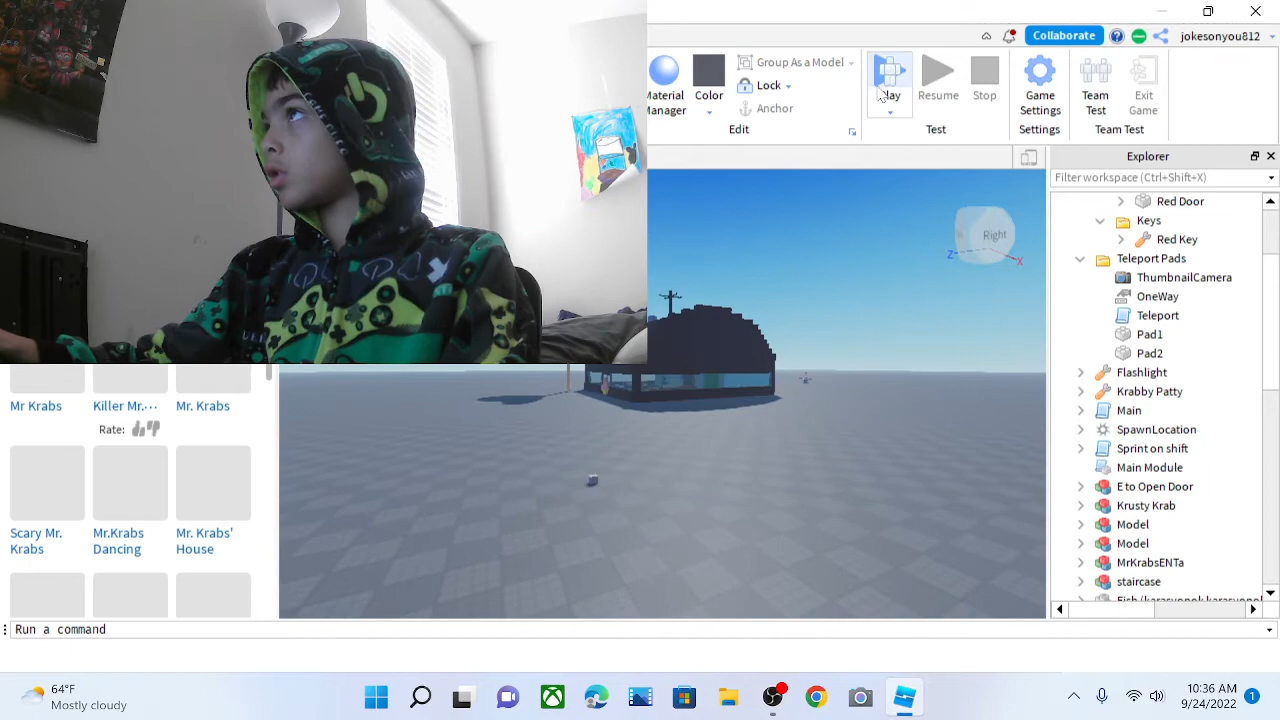 Collaborate
jokesonyou812
Material Manager
Color
Group As a Model
Lock
Anchor
Edit
Play
Resume
Stop
Test
Game Settings
Settings
Team Test
Exit Game
Team Test
Explorer
Filter workspace (Ctrl+Shift+X)
Red Door
Keys
Red Key
Teleport Pads
ThumbnailCamera
OneWay
Teleport
Pad1
Pad2
Flashlight
Krabby Patty
Main
SpawnLocation
Sprint on shift
Main Module
E to Open Door
Krusty Krab
Model
Model
MrKrabsENTa
staircase
Right
Z
X
Mr Krabs
Killer Mr....
Mr. Krabs
Rate:
Scary Mr. Krabs
Mr.Krabs Dancing
Mr. Krabs' House
Run a command
64°F
Mostly cloudy
10:36 AM
9/24/2022
1